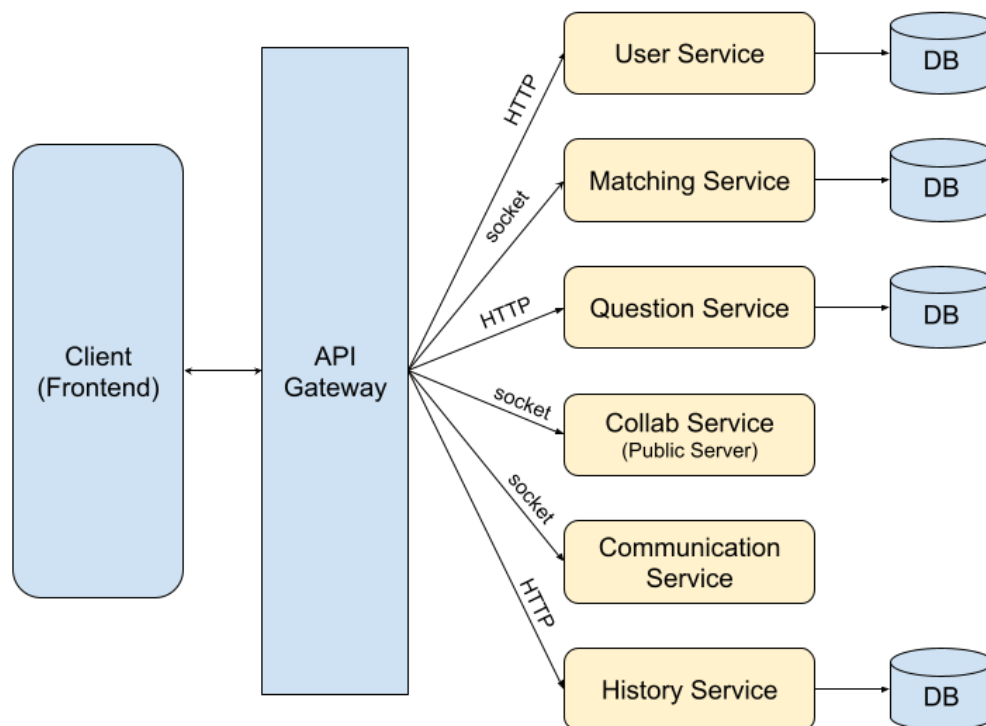 User Service
DB
HTTP
Matching Service
DB
socket
Question Service
DB
HTTP
Client
(Frontend)
API
Gateway
socket
Collab Service
(Public Server)
socket
Communication
Service
HTTP
History Service
DB